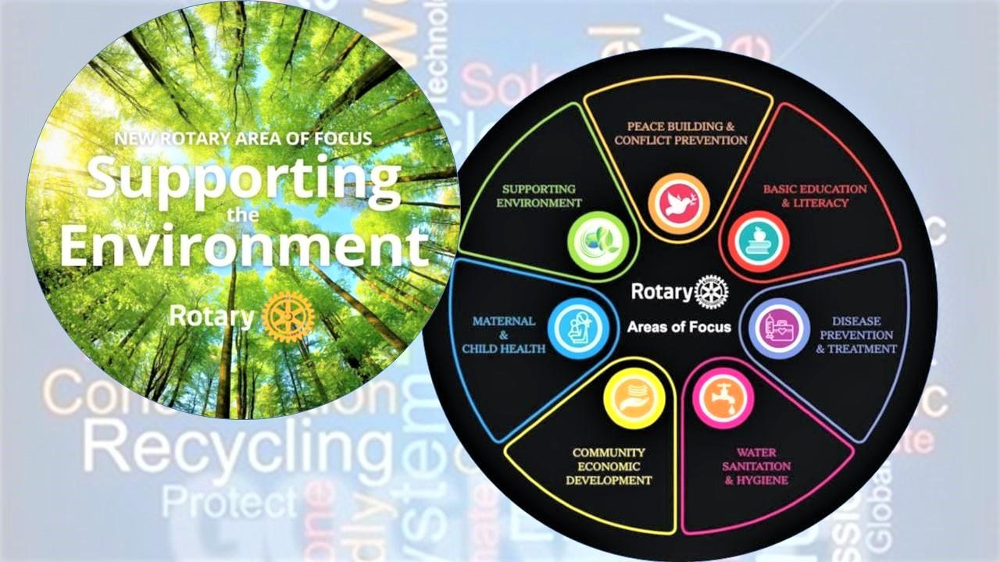 NEW ROTARY AREA OF FOCUS
Supporting
the
Environment
Rotary
PEACE BUILDING &
CONFLICT PREVENTION
BASIC EDUCATION
& LITERACY
DISEASE
PREVENTION
& TREATMENT
WATER
SANITATION
& HYGIENE
COMMUNITY
ECONOMIC
DEVELOPMENT
MATERNAL
&
CHILD HEALTH
SUPPORTING
ENVIRONMENT
Rotary
Areas of Focus
Recycling
Protect